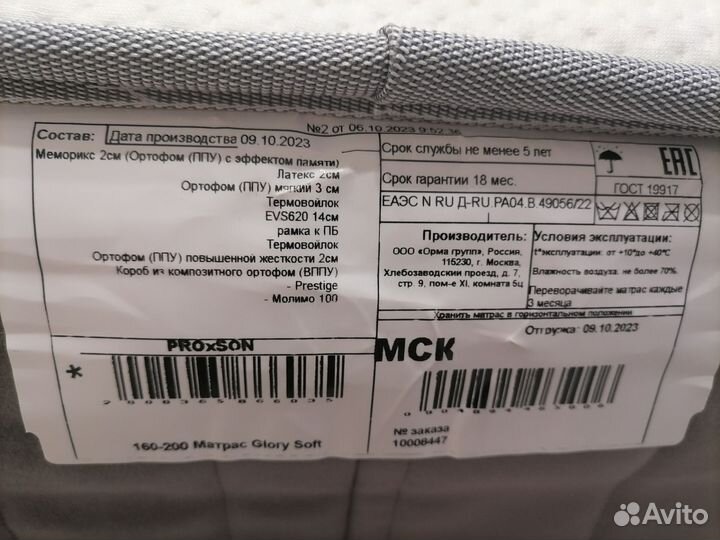 №2 от 06.10.2023 9:52:36
Состав: Дата производства 09.10.2023
Меморикс 2см (Ортофом (ППУ) с эффектом памяти)
Латекс 2см
Ортофом (ППУ) мягкий 3 см
Термовойлок
EVS620 14см
рамка к ПБ
Термовойлок
Ортофом (ППУ) повышенной жесткости 2см
Короб из композитного ортофом (ВППУ)
- Prestige
- Молимо 100
Срок службы не менее 5 лет
Срок гарантии 18 мес.
ЕАЭС N RU Д-RU.РА04.В.49056/22
EAC
ГОСТ 19917
Производитель:
ООО «Орма групп», Россия,
115230, г. Москва,
Хлебозаводский проезд, д. 7,
стр. 9, пом-е XI, комната 5ц
Условия эксплуатации:
t°эксплуатации: от +10°до +40°С
Влажность воздуха: не более 70%.
Переворачивайте матрас каждые
3 месяца
Хранить матрас в горизонтальном положении
Отгрузка: 09.10.2023
PROxSON
*
160-200 Матрас Glory Soft
МСК
№ заказа
10008447
Avito